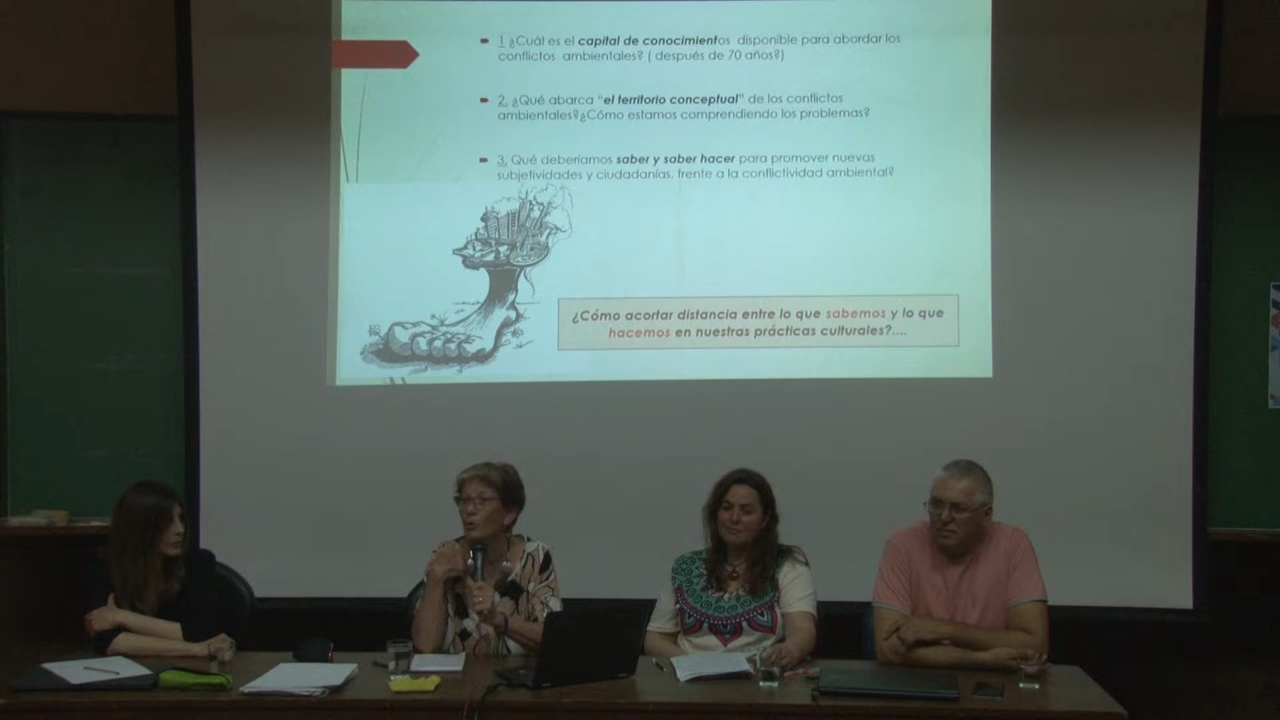 1 ¿Cuál es el capital de conocimientos disponible para abordar los
conflictos ambientales? ( después de 70 años?)
2. ¿Qué abarca "el territorio conceptual" de los conflictos
ambientales?¿Cómo estamos comprendiendo los problemas?
3. Qué deberíamos saber y saber hacer para promover nuevas
subjetividades y ciudadanías, frente a la conflictividad ambiental?
¿Cómo acortar distancia entre lo que sabemos y lo que
hacemos en nuestras prácticas culturales?....